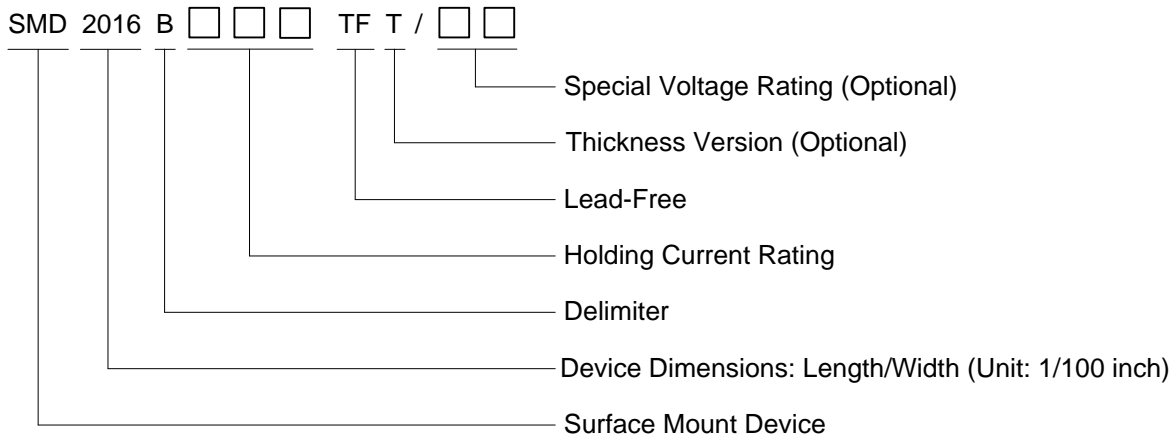 SMD 2016 B □ □ □ TF T / □ □
Special Voltage Rating (Optional)
Thickness Version (Optional)
Lead-Free
Holding Current Rating
Delimiter
Device Dimensions: Length/Width (Unit: 1/100 inch)
Surface Mount Device